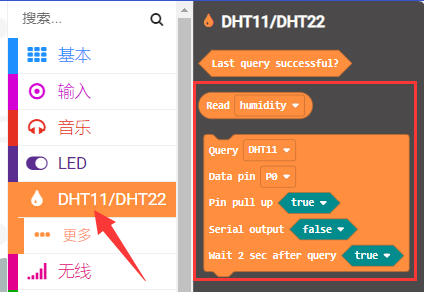 搜索...
基本
输入
音乐
LED
DHT11/DHT22
更多
无线
DHT11/DHT22
Last query successful?
Read humidity
Query DHT11
Data pin P0
Pin pull up true
Serial output false
Wait 2 sec after query true